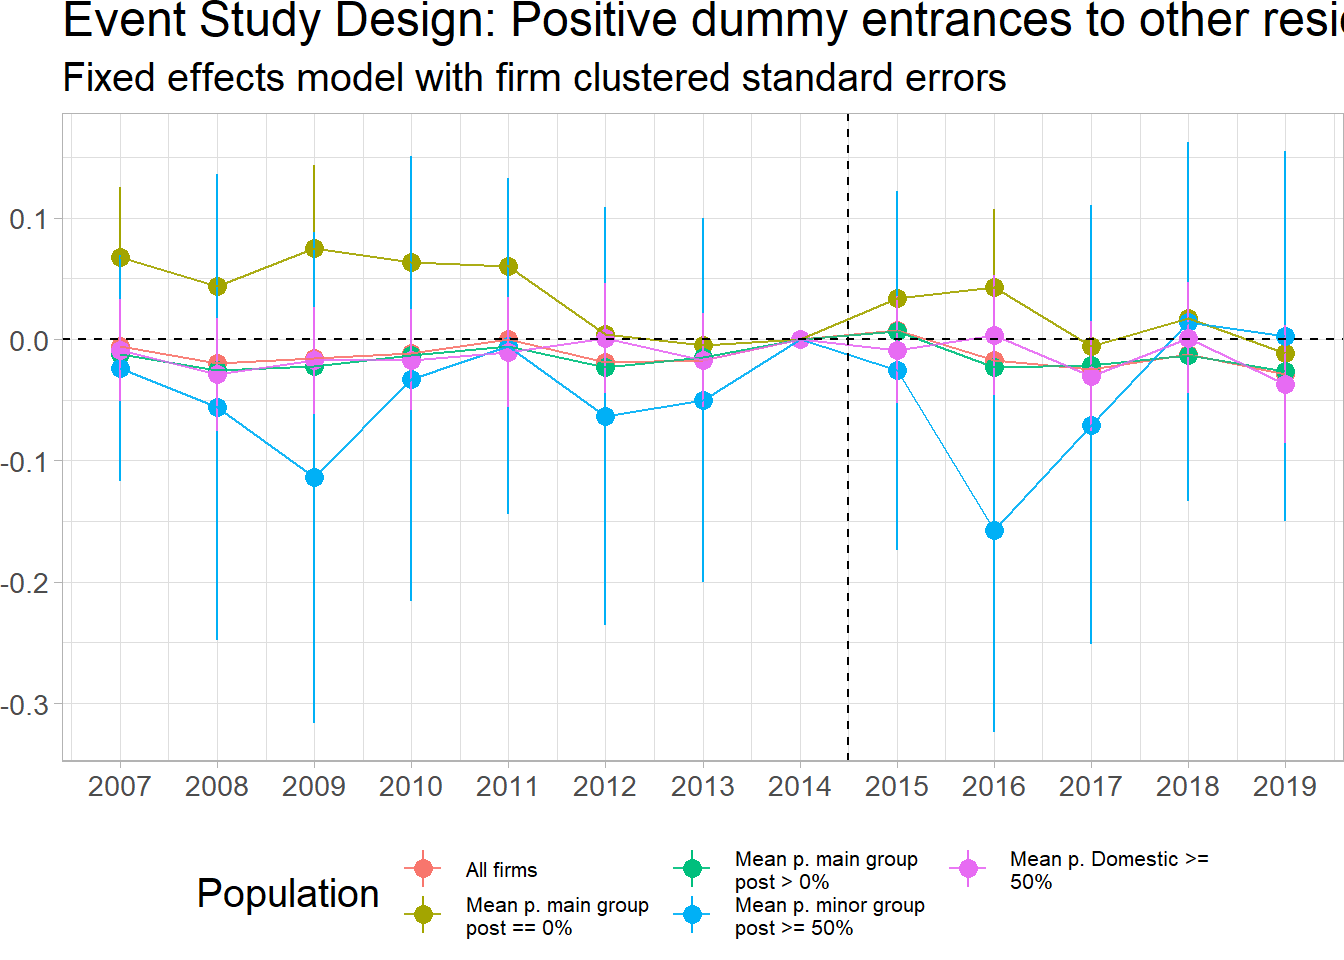 Event Study Design: Positive dummy entrances to other
Fixed effects model with firm clustered standard errors
0.1
0.0
-0.1
-0.2
-0.3
2007 2008 2009 2010 2011 2012 2013 2014 2015 2016 2017 2018 2019
Population
All firms
Mean p. main group
post == 0%
Mean p. main group
post > 0%
Mean p. minor group
post >= 50%
Mean p. Domestic >=
50%